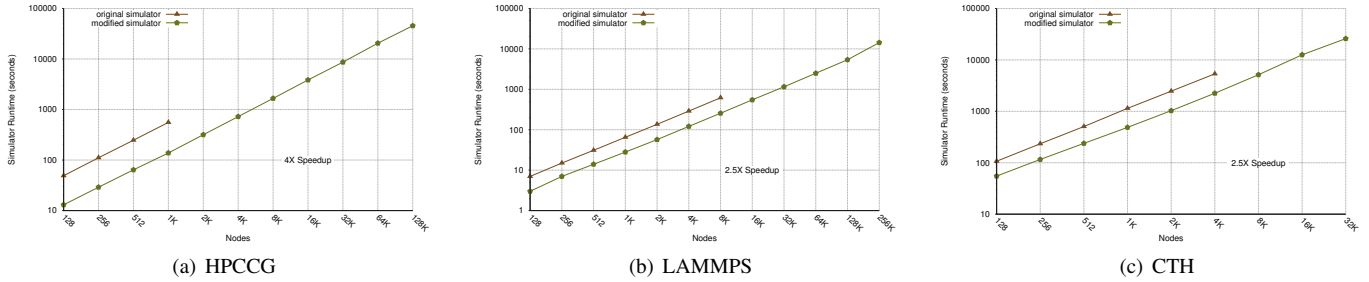 original simulator
modified simulator
100000
10000
1000
100
10
Simulator Runtime (seconds)
4X Speedup
128
256
512
1K
2K
4K
8K
16K
32K
64K
128K
Nodes
(a) HPCCG
original simulator
modified simulator
100000
10000
1000
100
10
1
Simulator Runtime (seconds)
2.5X Speedup
128
256
512
1K
2K
4K
8K
16K
32K
64K
128K
256K
Nodes
(b) LAMMPS
original simulator
modified simulator
100000
10000
1000
100
10
Simulator Runtime (seconds)
2.5X Speedup
128
256
512
1K
2K
4K
8K
16K
32K
Nodes
(c) CTH